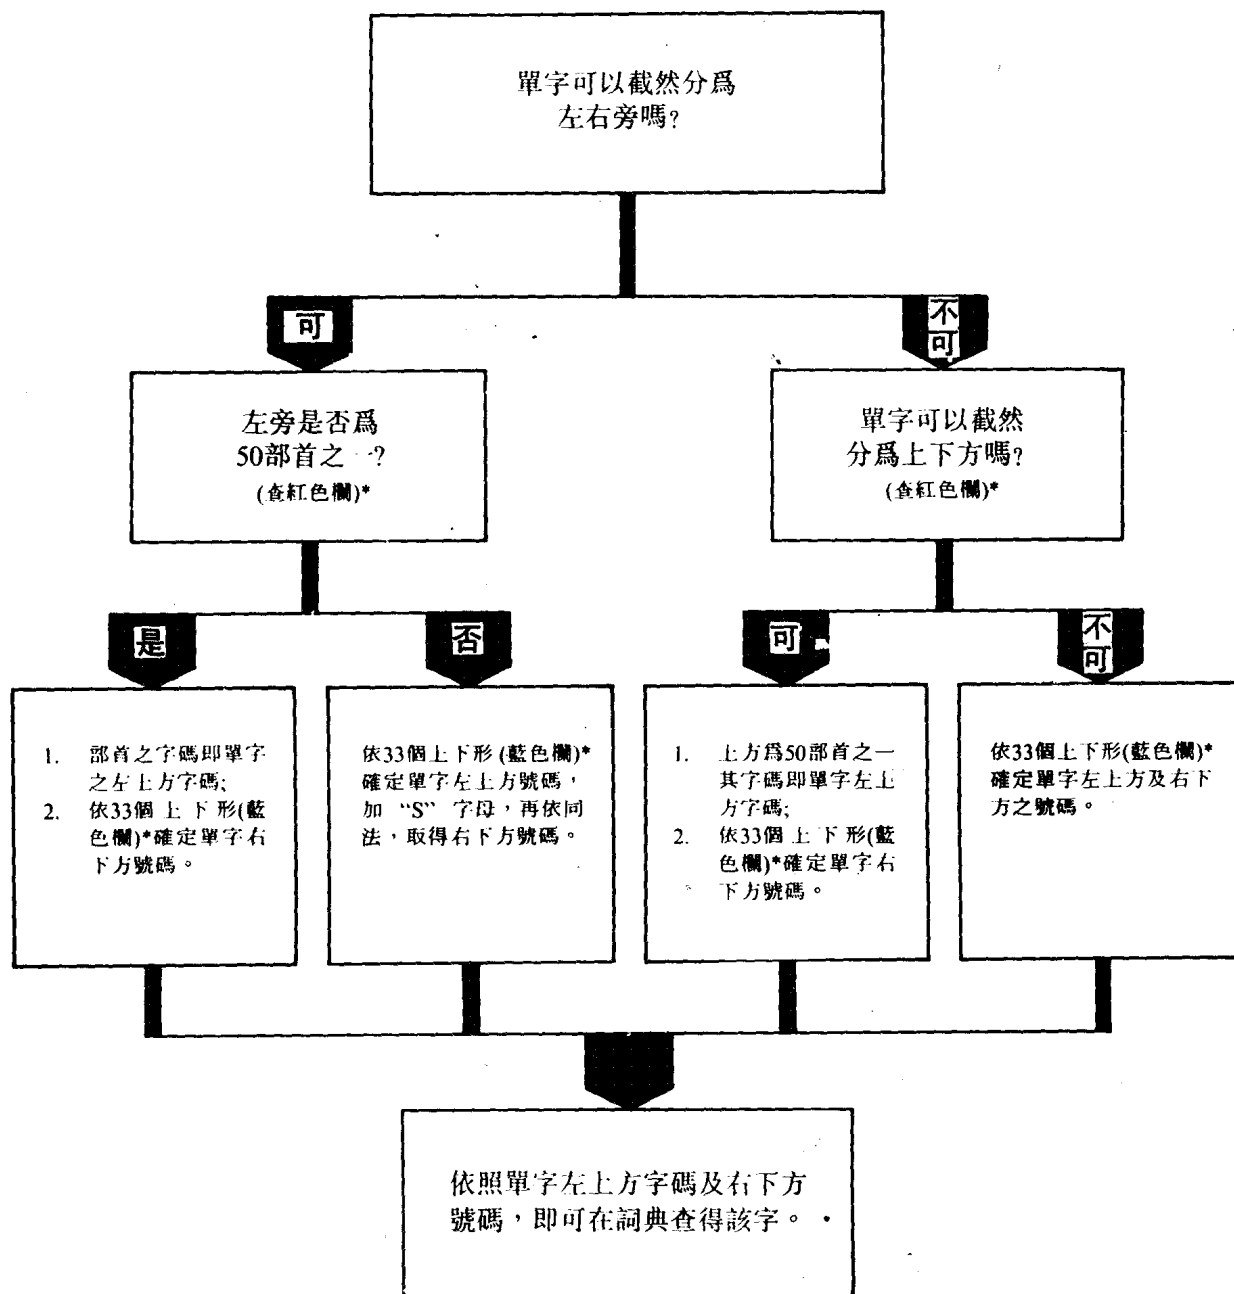 單字可以截然分爲
左右旁嗎?
可
不
可
左旁是否爲
50部首之一?
(查紅色欄)*
單字可以截然
分爲上下方嗎?
(查紅色欄)*
是
否
可
不
可
1. 部首之字碼即單字
之左上方字碼;
2. 依33個上下形(藍
色欄)*確定單字右
下方號碼。
依33個上下形(藍色欄)*
確定單字左上方號碼,
加 “S” 字母,再依同
法,取得右下方號碼。
1. 上方爲50部首之一
其字碼即單字左上
方字碼;
2. 依33個上下形(藍
色欄)*確定單字右
下方號碼。
依33個上下形(藍色欄)*
確定單字左上方及右下
方之號碼。
依照單字左上方字碼及右下方
號碼,即可在詞典查得該字。